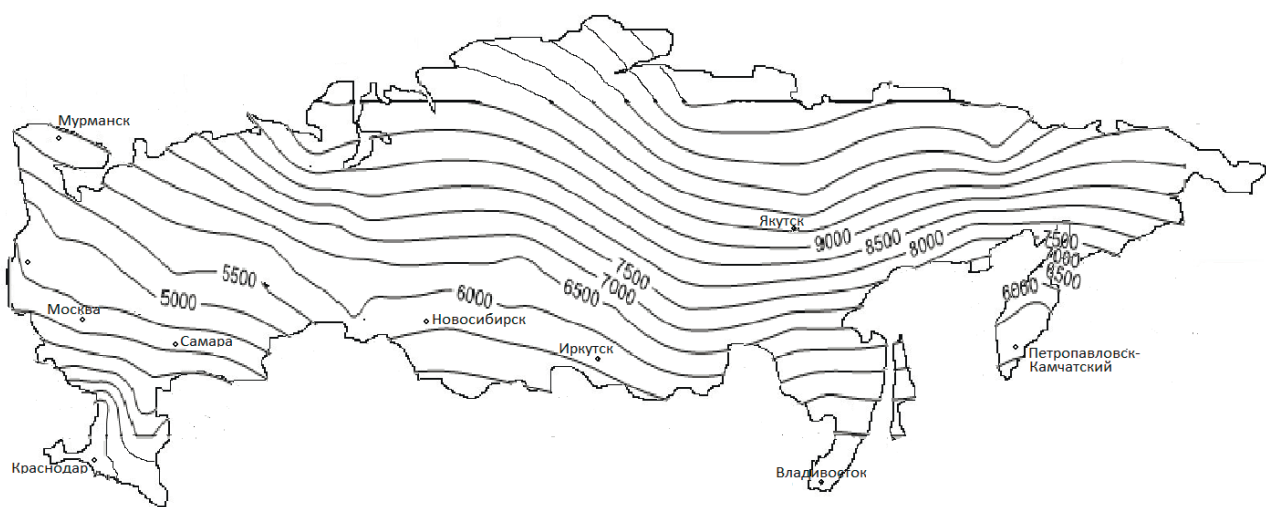 Мурманск
Якутск
9000
8500
8000
7500
7000
6500
6000
5500
5000
7500
7000
6500
6000
Москва
Самара
Новосибирск
Иркутск
Петропавловск-
Камчатский
Краснодар
Владивосток